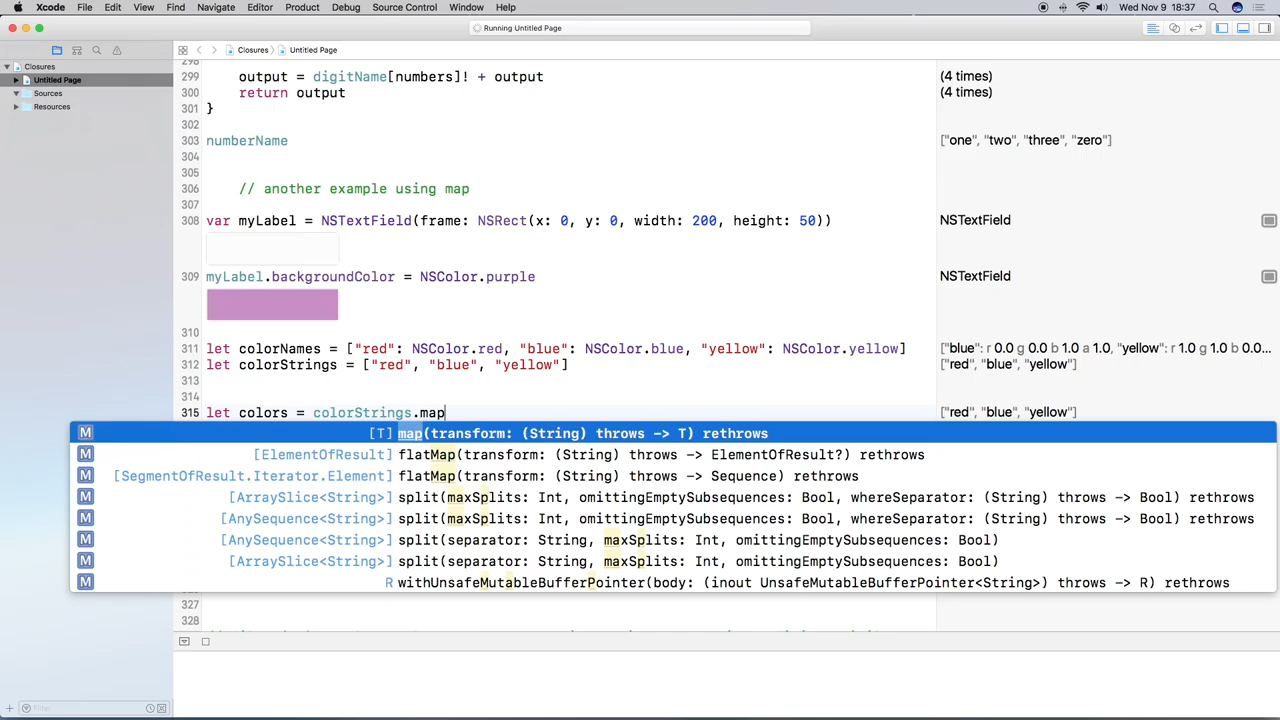 Xcode File Edit View Find Navigate Editor Product Debug Source Control Window Help Wed Nov 9 18:37
Running Untitled Page
Closures Untitled Page
298
Closures
299 output = digitName[numbers]! + output (4 times)
Untitled Page
300 return output (4 times)
Sources
301 }
Resources
302
303 numberName ["one", "two", "three", "zero"]
304
305
306 // another example using map
307
308 var myLabel = NSTextField(frame: NSRect(x: 0, y: 0, width: 200, height: 50)) NSTextField
309 myLabel.backgroundColor = NSColor.purple NSTextField
310
311 let colorNames = ["red": NSColor.red, "blue": NSColor.blue, "yellow": NSColor.yellow] ["blue": r 0.0 g 0.0 b 1.0 a 1.0, "yellow": r 1.0 g 1.0 b 0.0...
312 let colorStrings = ["red", "blue", "yellow"] ["red", "blue", "yellow"]
313
314
315 let colors = colorStrings.map ["red", "blue", "yellow"]
M [T] map(transform: (String) throws -> T) rethrows
M [ElementOfResult] flatMap(transform: (String) throws -> ElementOfResult?) rethrows
M [SegmentOfResult.Iterator.Element] flatMap(transform: (String) throws -> Sequence) rethrows
M [ArraySlice<String>] split(maxSplits: Int, omittingEmptySubsequences: Bool, whereSeparator: (String) throws -> Bool) rethrows
M [AnySequence<String>] split(maxSplits: Int, omittingEmptySubsequences: Bool, whereSeparator: (String) throws -> Bool) rethrows
M [AnySequence<String>] split(separator: String, maxSplits: Int, omittingEmptySubsequences: Bool)
M [ArraySlice<String>] split(separator: String, maxSplits: Int, omittingEmptySubsequences: Bool)
M R withUnsafeMutableBufferPointer(body: (inout UnsafeMutableBufferPointer<String>) throws -> R) rethrows
327
328
Filter